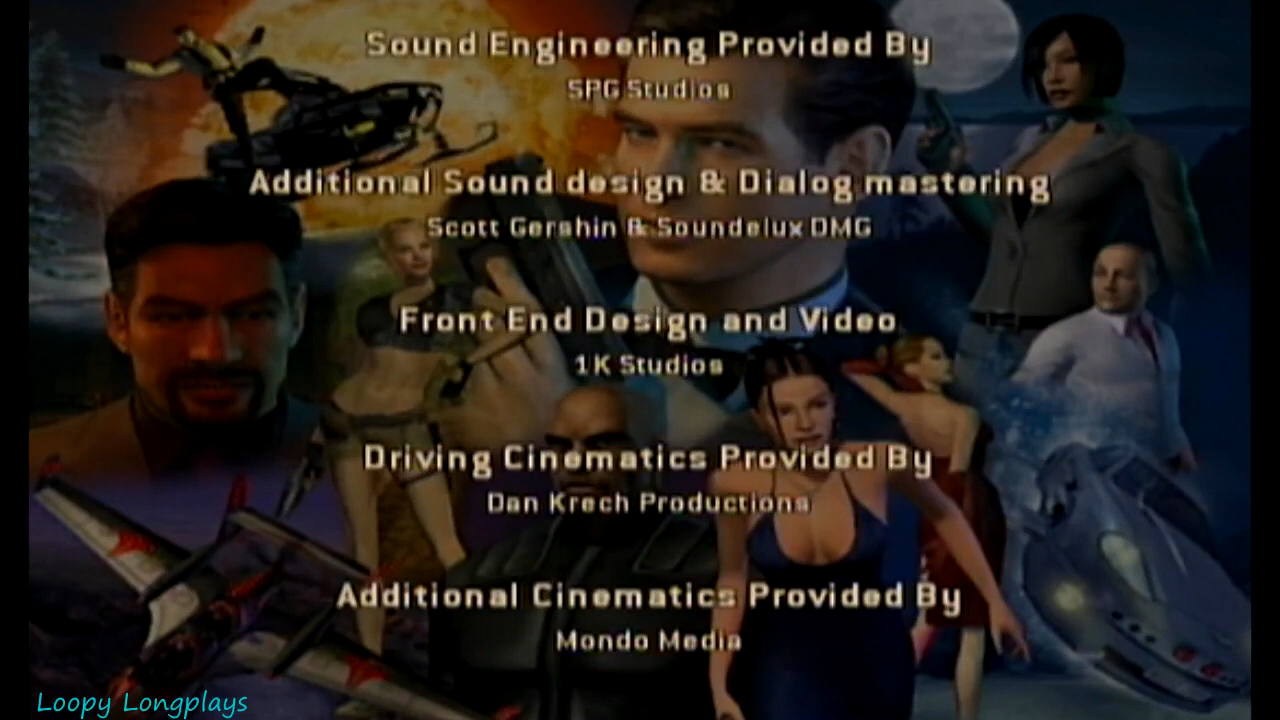 Sound Engineering Provided By
SPG Studios
Additional Sound design & Dialog mastering
Scott Gershin & Soundelux DMG
Front End Design and Video
1K Studios
Driving Cinematics Provided By
Dan Krech Productions
Additional Cinematics Provided By
Mondo Media
Loopy Longplays